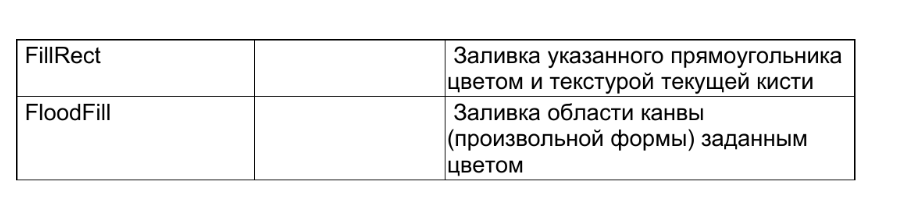 FillRect
Заливка указанного прямоугольника
цветом и текстурой текущей кисти
FloodFill
Заливка области канвы
(произвольной формы) заданным
цветом